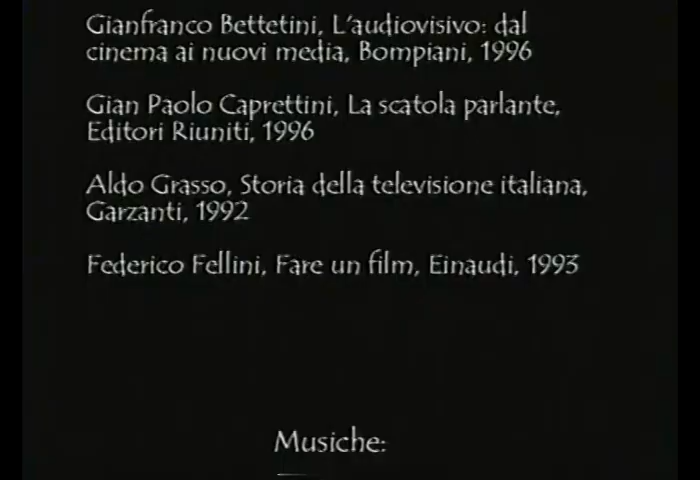 Gianfranco Bettetini, L'audiovisivo: dal
cinema ai nuovi media, Bompiani, 1996
Gian Paolo Caprettini, La scatola parlante,
Editori Riuniti, 1996
Aldo Grasso, Storia della televisione italiana,
Garzanti, 1992
Federico Fellini, Fare un film, Einaudi, 1993
Musiche: